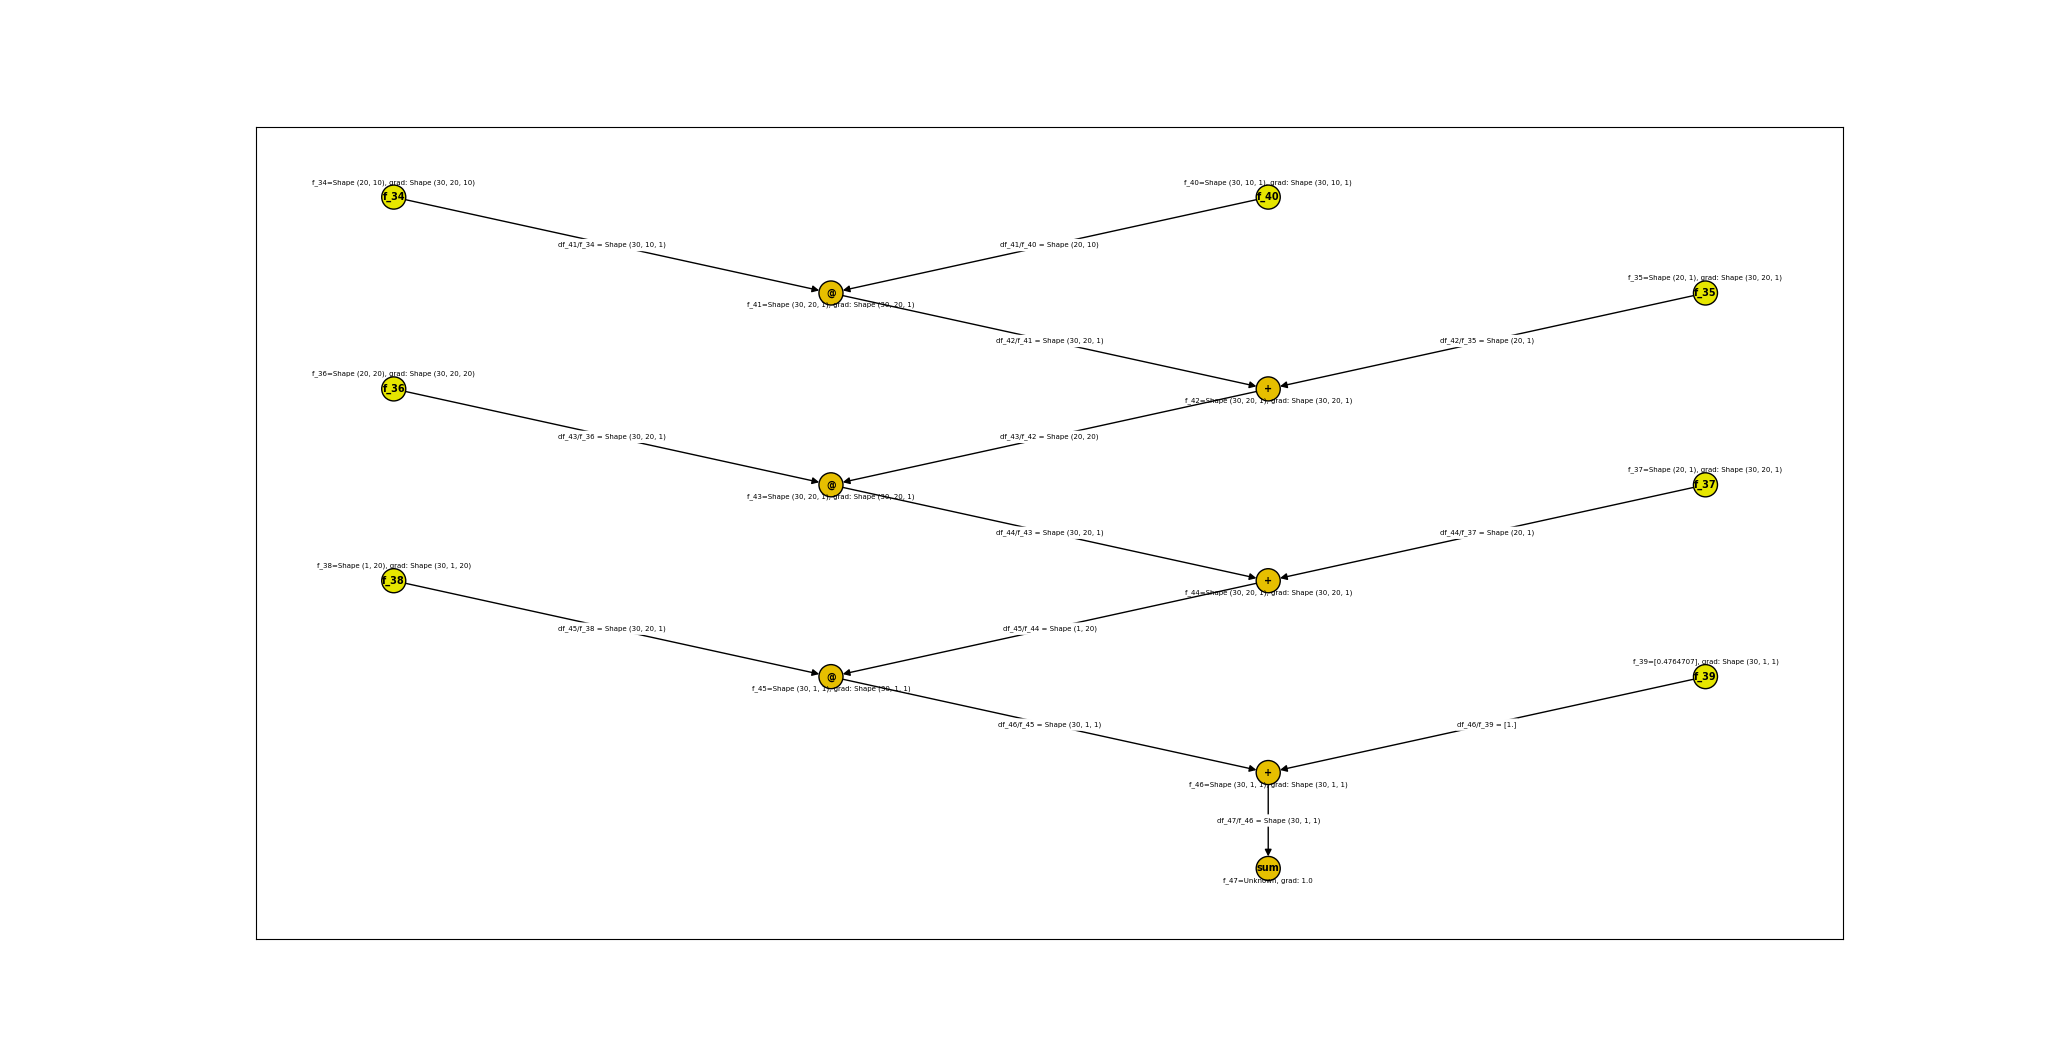 f_34=Shape (20, 10), grad: Shape (30, 20, 10)
f_34
f_40=Shape (30, 10, 1), grad: Shape (30, 10, 1)
f_40
df_41/f_34 = Shape (30, 10, 1)
df_41/f_40 = Shape (20, 10)
f_35=Shape (20, 1), grad: Shape (30, 20, 1)
f_35
@
f_41=Shape (30, 20, 1), grad: Shape (30, 20, 1)
df_42/f_41 = Shape (30, 20, 1)
df_42/f_35 = Shape (20, 1)
f_36=Shape (20, 20), grad: Shape (30, 20, 20)
f_36
+
f_42=Shape (30, 20, 1), grad: Shape (30, 20, 1)
df_43/f_36 = Shape (30, 20, 1)
df_43/f_42 = Shape (20, 20)
f_37=Shape (20, 1), grad: Shape (30, 20, 1)
f_37
@
f_43=Shape (30, 20, 1), grad: Shape (30, 20, 1)
df_44/f_43 = Shape (30, 20, 1)
df_44/f_37 = Shape (20, 1)
f_38=Shape (1, 20), grad: Shape (30, 1, 20)
f_38
+
f_44=Shape (30, 20, 1), grad: Shape (30, 20, 1)
df_45/f_38 = Shape (30, 20, 1)
df_45/f_44 = Shape (1, 20)
f_39=[0.4764707], grad: Shape (30, 1, 1)
f_39
@
f_45=Shape (30, 1, 1), grad: Shape (30, 1, 1)
df_46/f_45 = Shape (30, 1, 1)
df_46/f_39 = [1.]
+
f_46=Shape (30, 1, 1), grad: Shape (30, 1, 1)
df_47/f_46 = Shape (30, 1, 1)
sum
f_47=Unknown, grad: 1.0